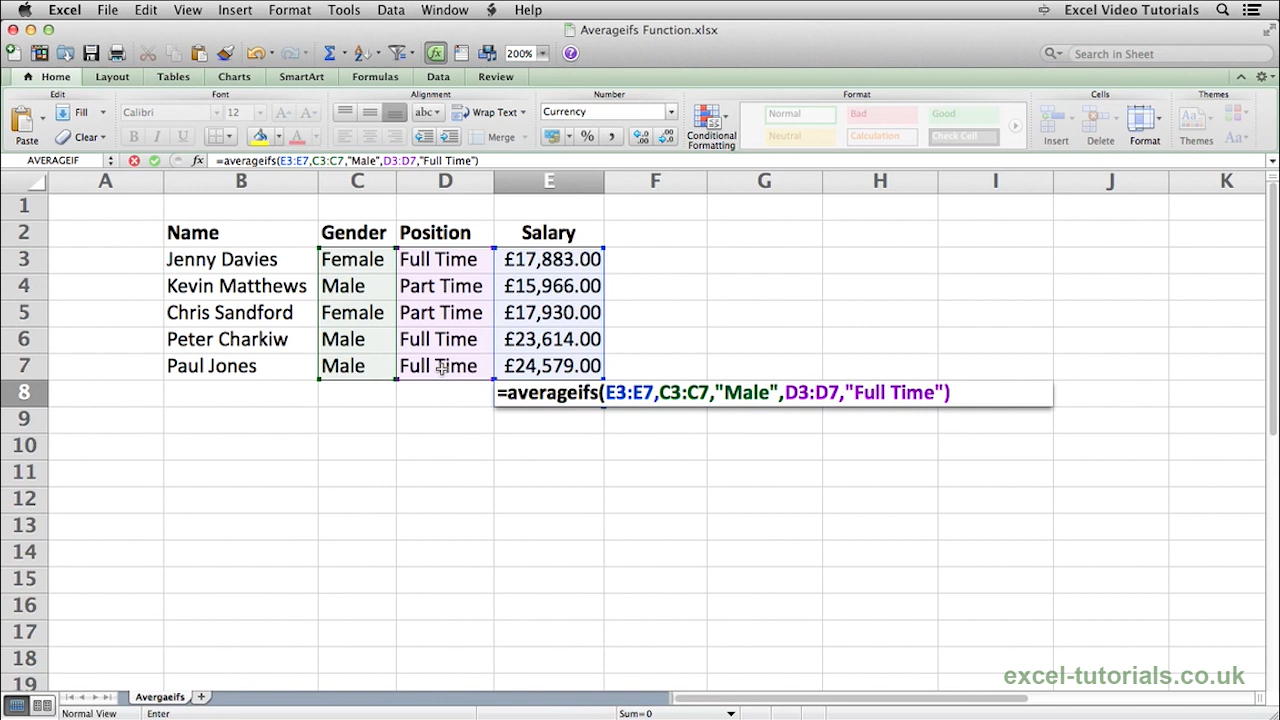 Excel File Edit View Insert Format Tools Data Window Help Excel Video Tutorials
Averageifs Function.xlsx
200% Search in Sheet
Home Layout Tables Charts SmartArt Formulas Data Review
Edit Font Alignment Number Format Cells Themes
Paste Fill Clear Calibri 12 abc Wrap Text Merge Currency % Conditional Formatting Normal Bad Good Neutral Calculation Check Cell Insert Delete Format Themes Aa
AVERAGEIF fx =averageifs(E3:E7,C3:C7,"Male",D3:D7,"Full Time")
A B C D E F G H I J K
1
2 Name Gender Position Salary
3 Jenny Davies Female Full Time £17,883.00
4 Kevin Matthews Male Part Time £15,966.00
5 Chris Sandford Female Part Time £17,930.00
6 Peter Charkiw Male Full Time £23,614.00
7 Paul Jones Male Full Time £24,579.00
8 =averageifs(E3:E7,C3:C7,"Male",D3:D7,"Full Time")
9
10
11
12
13
14
15
16
17
18
19
excel-tutorials.co.uk
Avergaeifs
Normal View Enter Sum=0